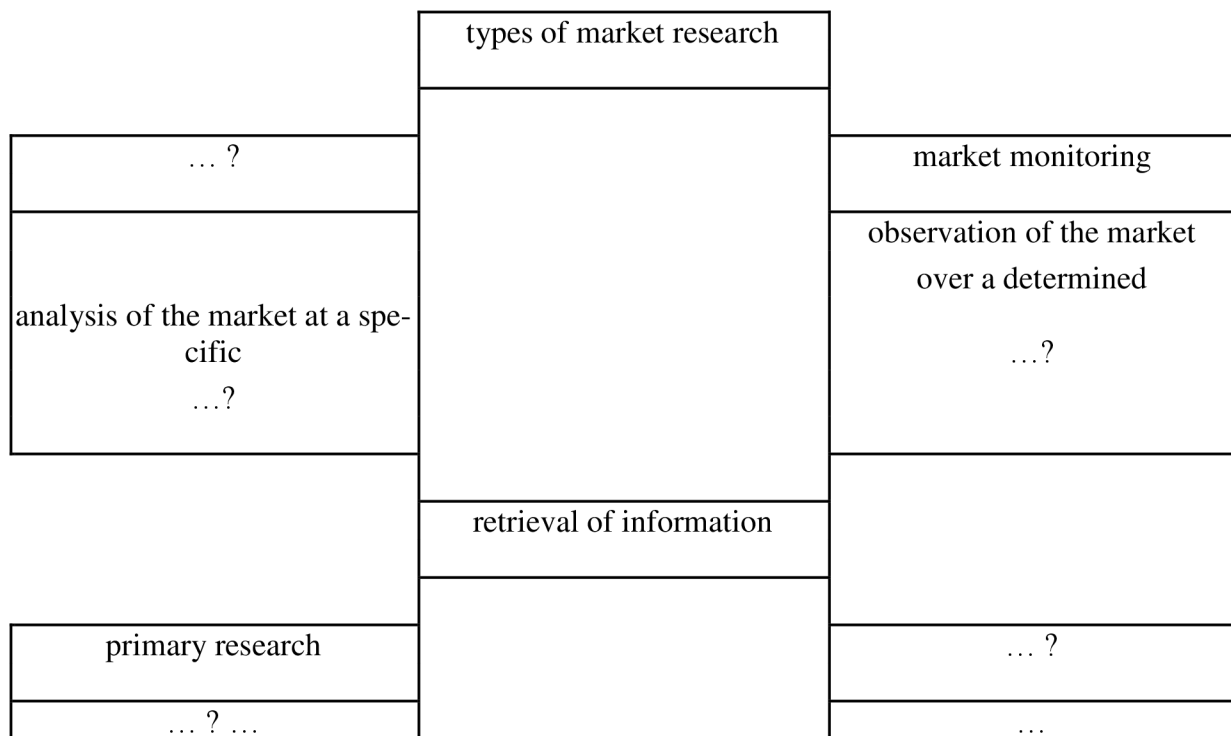 types of market research
… ?
market monitoring
analysis of the market at a spe-
cific
…?
observation of the market
over a determined
…?
retrieval of information
primary research
… ?
… ? …
…